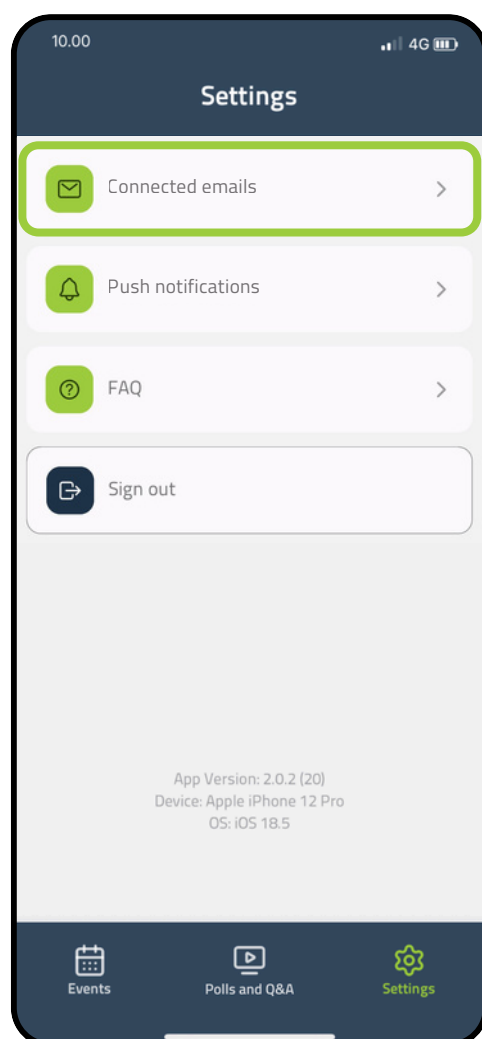 10.00
4G
Settings
Connected emails
Push notifications
FAQ
Sign out
App Version: 2.0.2 (20)
Device: Apple iPhone 12 Pro
OS: iOS 18.5
Events
Polls and Q&A
Settings